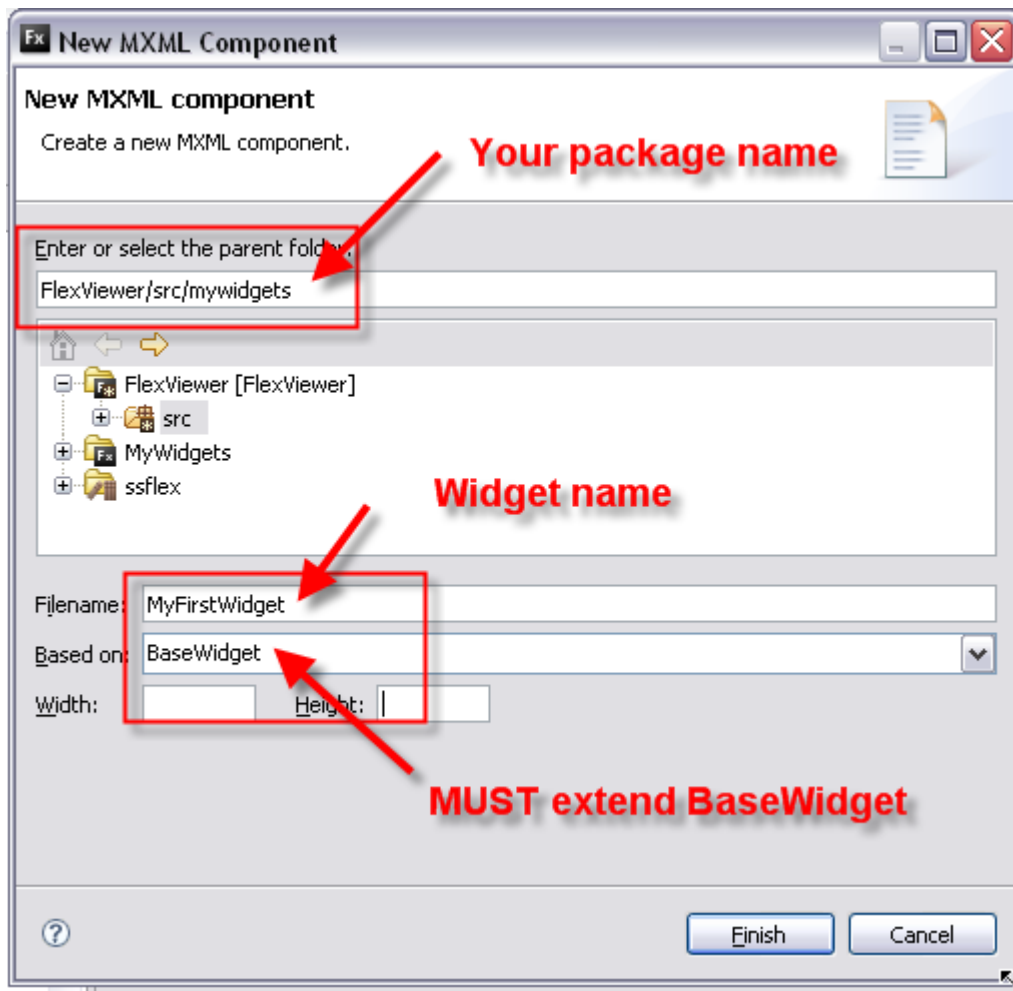 Fx New MXML Component
New MXML component
Create a new MXML component.
Your package name
Enter or select the parent folder:
FlexViewer/src/mywidgets
FlexViewer [FlexViewer]
src
MyWidgets
ssflex
Widget name
Filename: MyFirstWidget
Based on: BaseWidget
Width: Height:
MUST extend BaseWidget
? Finish Cancel